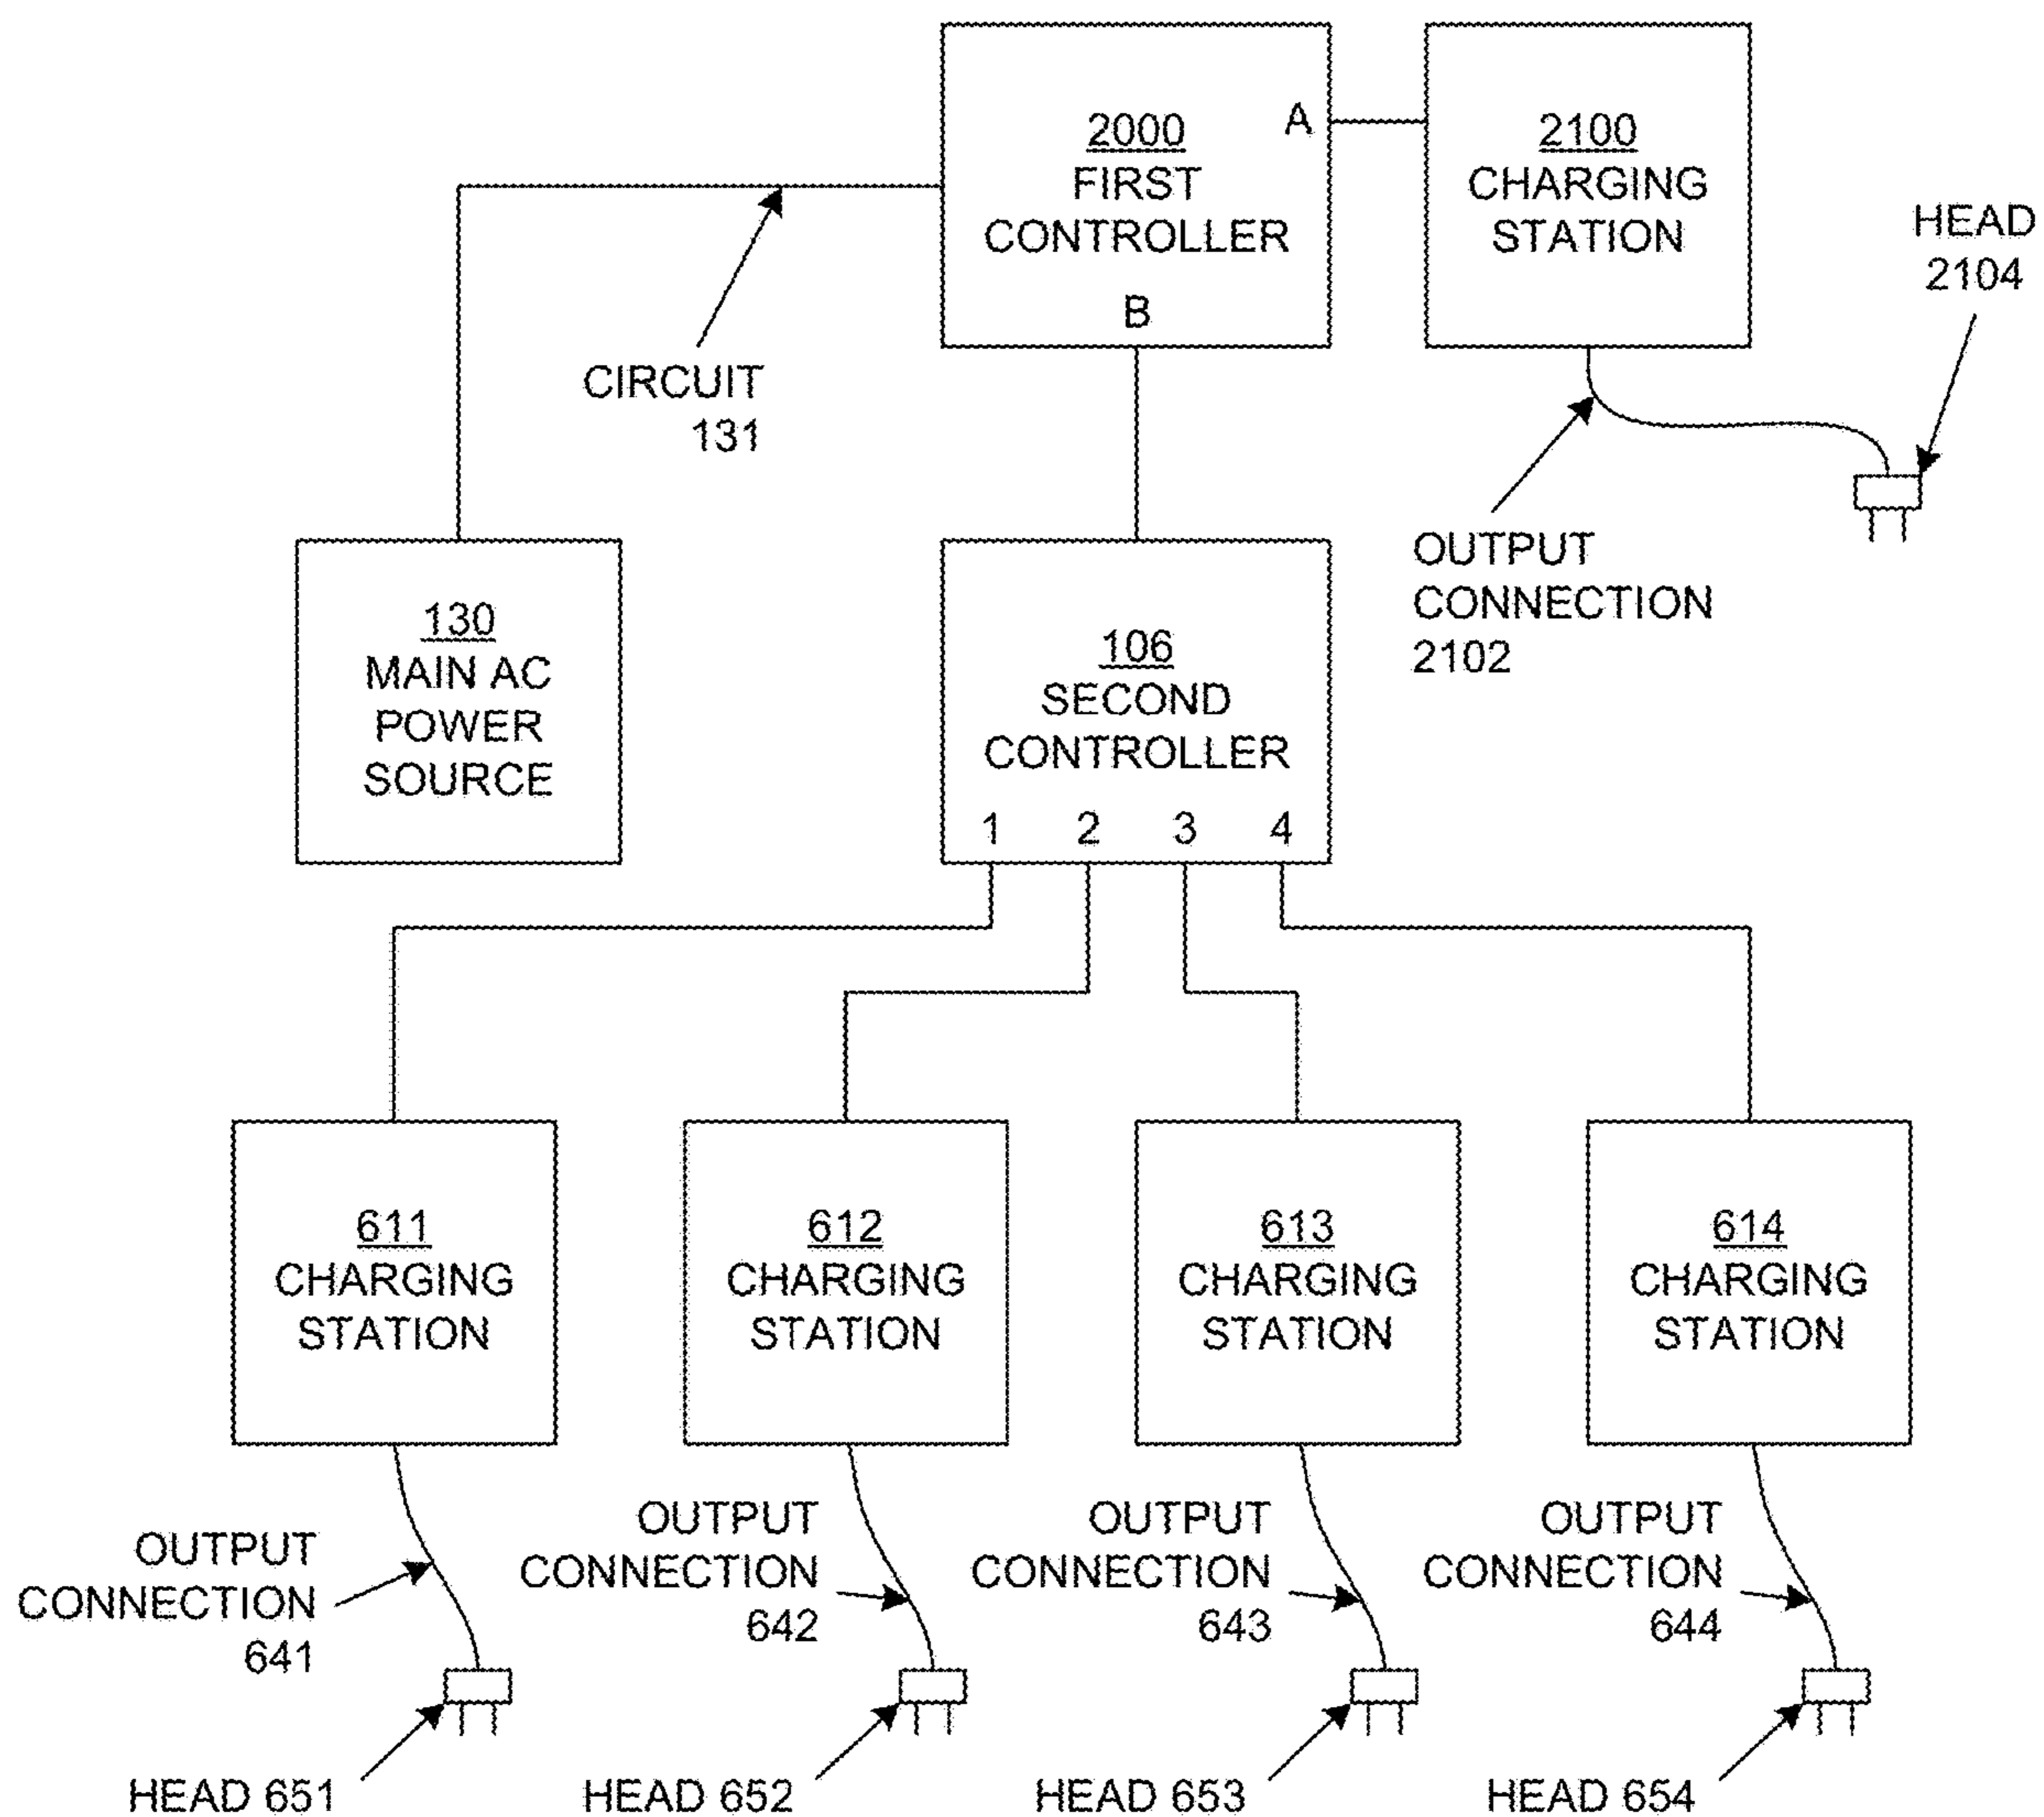 2000
FIRST
CONTROLLER
A
B
2100
CHARGING
STATION
HEAD
2104
CIRCUIT
131
OUTPUT
CONNECTION
2102
130
MAIN AC
POWER
SOURCE
106
SECOND
CONTROLLER
1 2 3 4
611
CHARGING
STATION
612
CHARGING
STATION
613
CHARGING
STATION
614
CHARGING
STATION
OUTPUT
CONNECTION
641
OUTPUT
CONNECTION
642
OUTPUT
CONNECTION
643
OUTPUT
CONNECTION
644
HEAD 651
HEAD 652
HEAD 653
HEAD 654